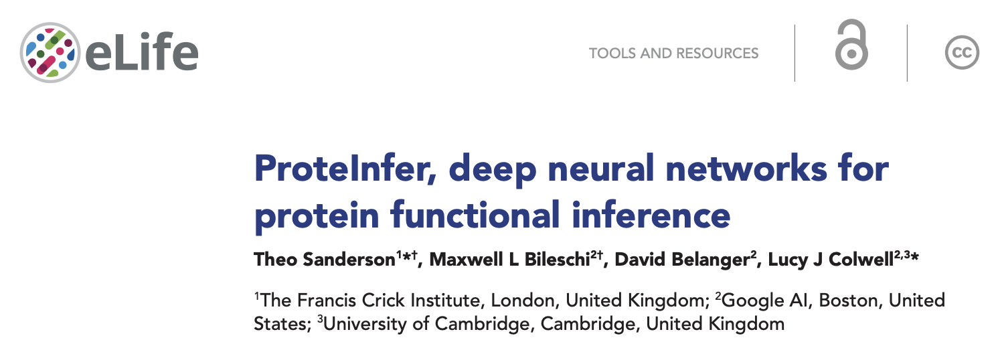 eLife
TOOLS AND RESOURCES
cc
ProteInfer, deep neural networks for
protein functional inference
Theo Sanderson¹*†, Maxwell L Bileschi²†, David Belanger², Lucy J Colwell²,³*
¹The Francis Crick Institute, London, United Kingdom; ²Google AI, Boston, United
States; ³University of Cambridge, Cambridge, United Kingdom